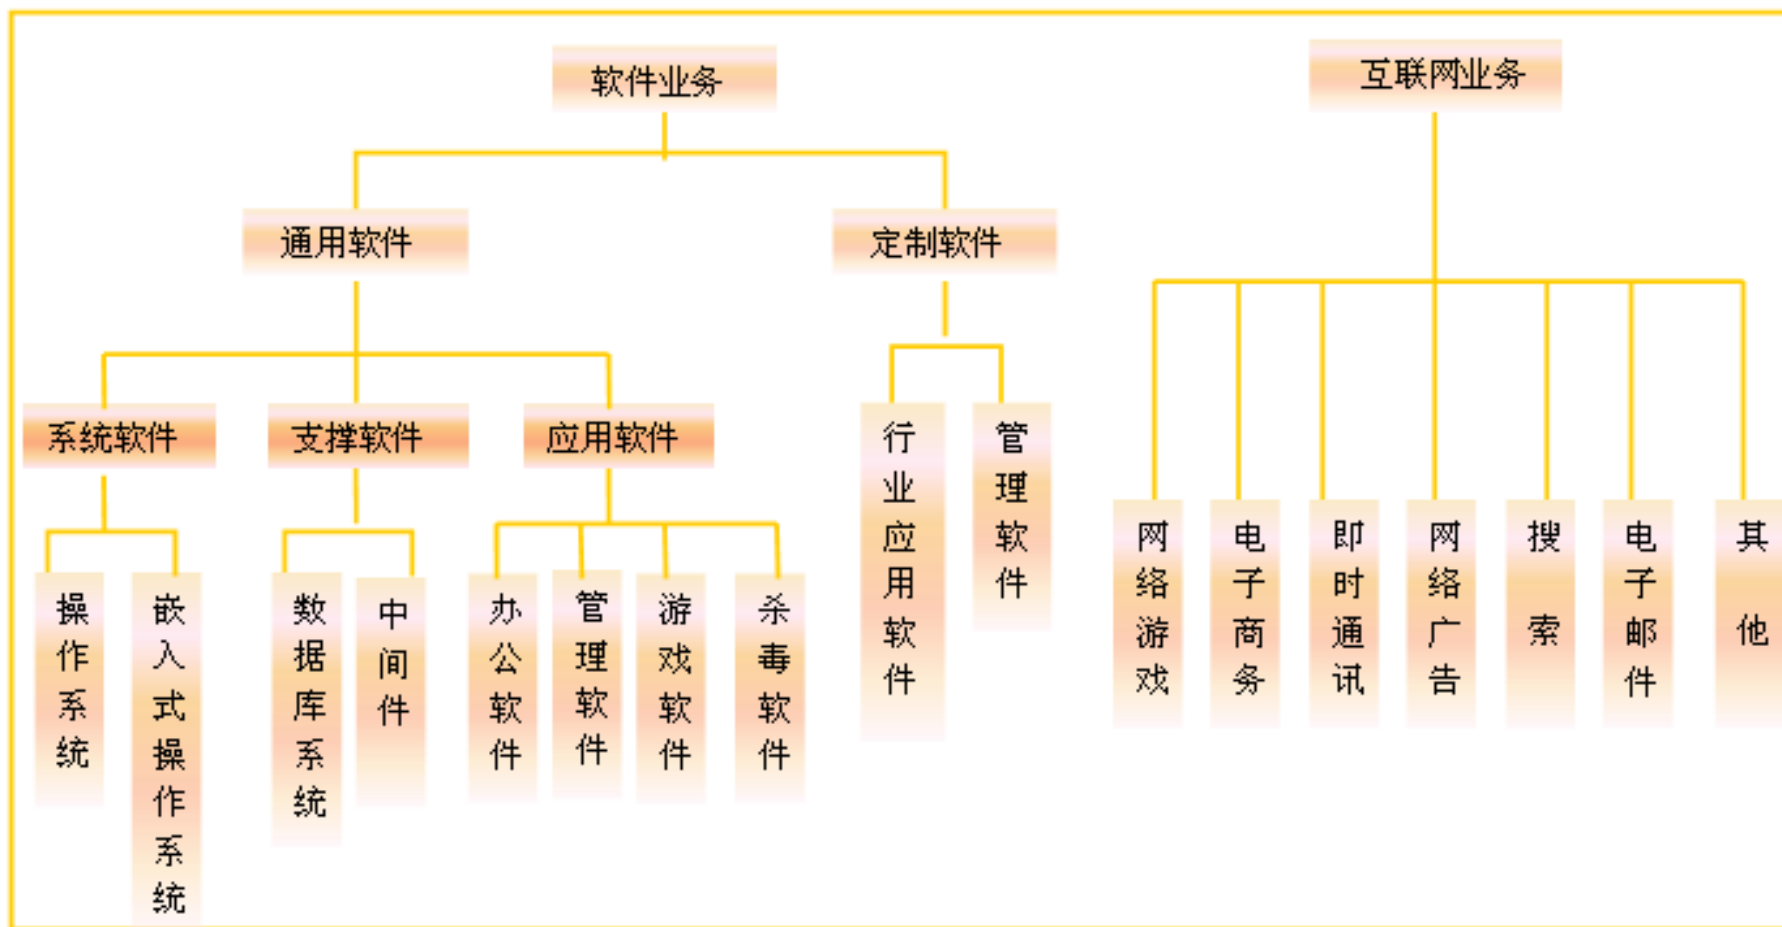 软件业务
互联网业务
通用软件
定制软件
系统软件
支撑软件
应用软件
行业应用软件
管理软件
操作系统
嵌入式操作系统
数据库系统
中间件
办公软件
管理软件
游戏软件
杀毒软件
网络游戏
电子商务
即时通讯
网络广告
搜索
电子邮件
其他